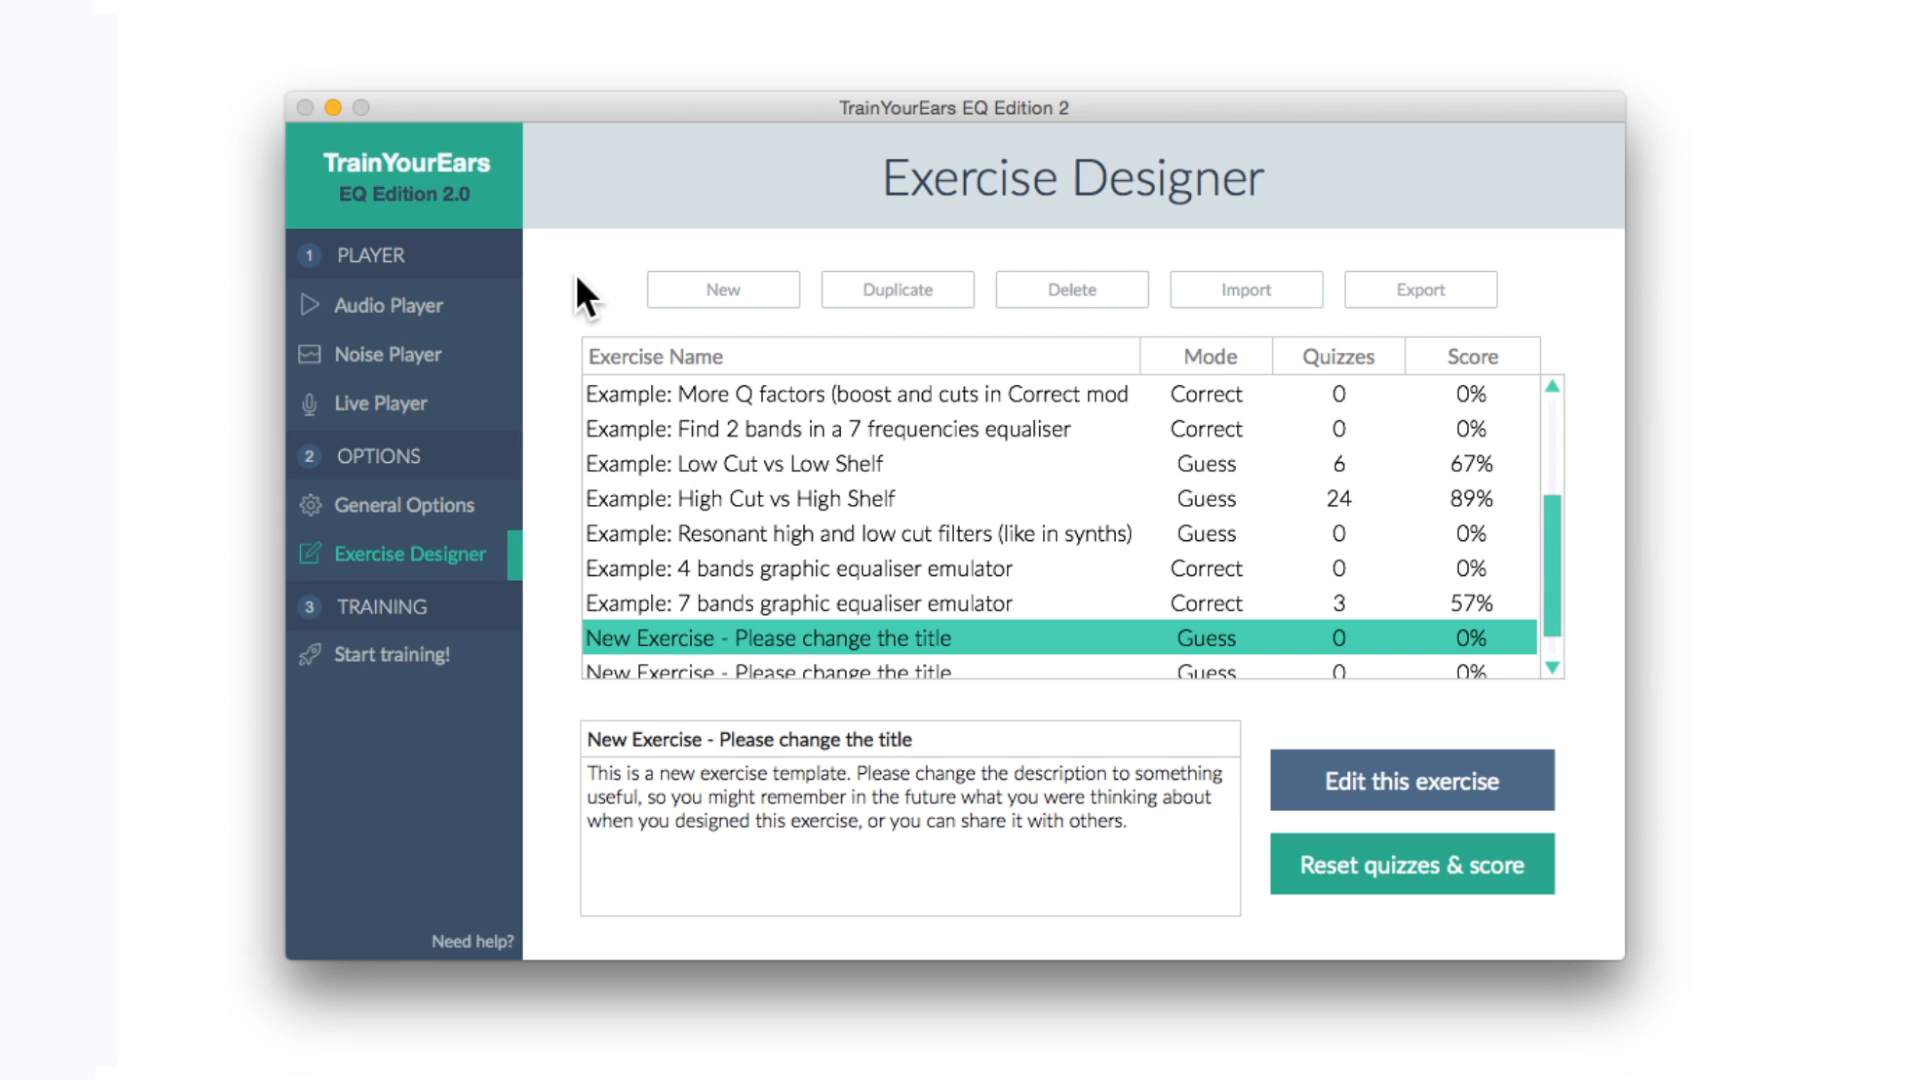 TrainYourEars EQ Edition 2
TrainYourEars
EQ Edition 2.0
Exercise Designer
1 PLAYER
Audio Player
Noise Player
Live Player
2 OPTIONS
General Options
Exercise Designer
3 TRAINING
Start training!
Need help?
New Duplicate Delete Import Export
Exercise Name Mode Quizzes Score
Example: More Q factors (boost and cuts in Correct mod Correct 0 0%
Example: Find 2 bands in a 7 frequencies equaliser Correct 0 0%
Example: Low Cut vs Low Shelf Guess 6 67%
Example: High Cut vs High Shelf Guess 24 89%
Example: Resonant high and low cut filters (like in synths) Guess 0 0%
Example: 4 bands graphic equaliser emulator Correct 0 0%
Example: 7 bands graphic equaliser emulator Correct 3 57%
New Exercise - Please change the title Guess 0 0%
New Exercise - Please change the title Guess 0 0%
New Exercise - Please change the title
This is a new exercise template. Please change the description to something
useful, so you might remember in the future what you were thinking about
when you designed this exercise, or you can share it with others.
Edit this exercise
Reset quizzes & score